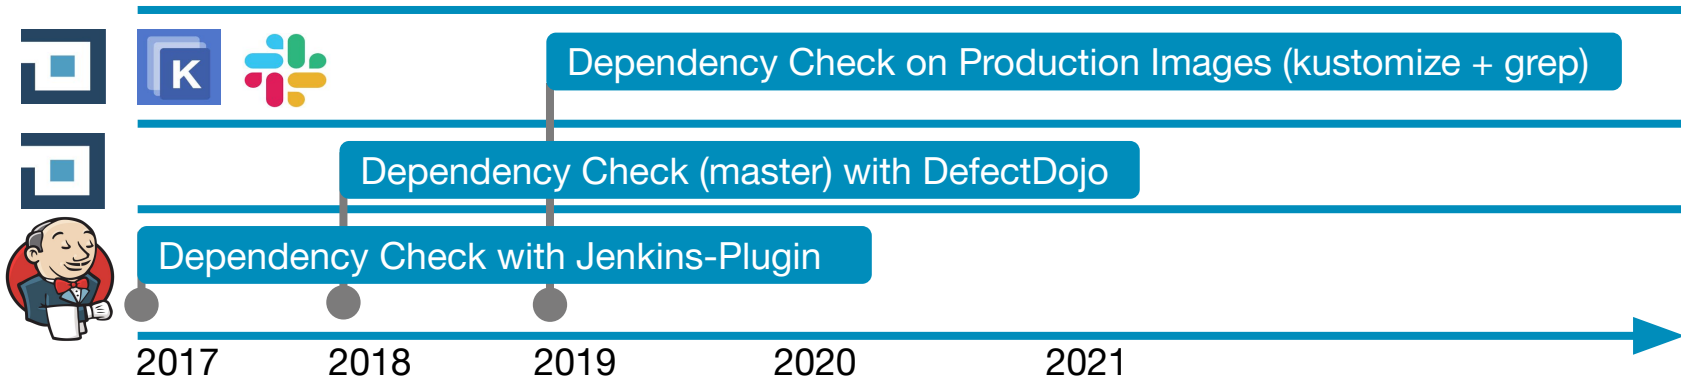 K
Dependency Check on Production Images (kustomize + grep)
Dependency Check (master) with DefectDojo
Dependency Check with Jenkins-Plugin
2017 2018 2019 2020 2021